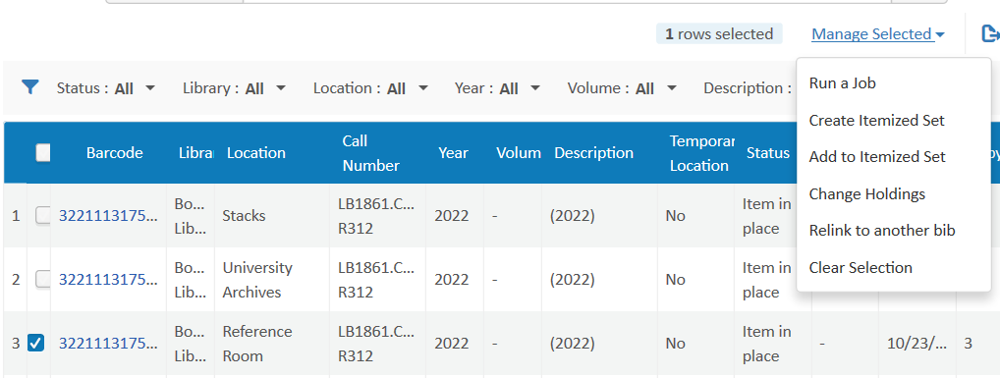 1 rows selected Manage Selected
Status : All Library : All Location : All Year : All Volume : All Description :
Run a Job
Create Itemized Set
Add to Itemized Set
Change Holdings
Relink to another bib
Clear Selection
Barcode Librar Location Call Number Year Volum Description Temporar Location Status
1 3221113175... Bo... Lib... Stacks LB1861.C... R312 2022 - (2022) No Item in place
2 3221113175... Bo... Lib... University Archives LB1861.C... R312 2022 - (2022) No Item in place
3 3221113175... Bo... Lib... Reference Room LB1861.C... R312 2022 - (2022) No Item in place - 10/23/... 3